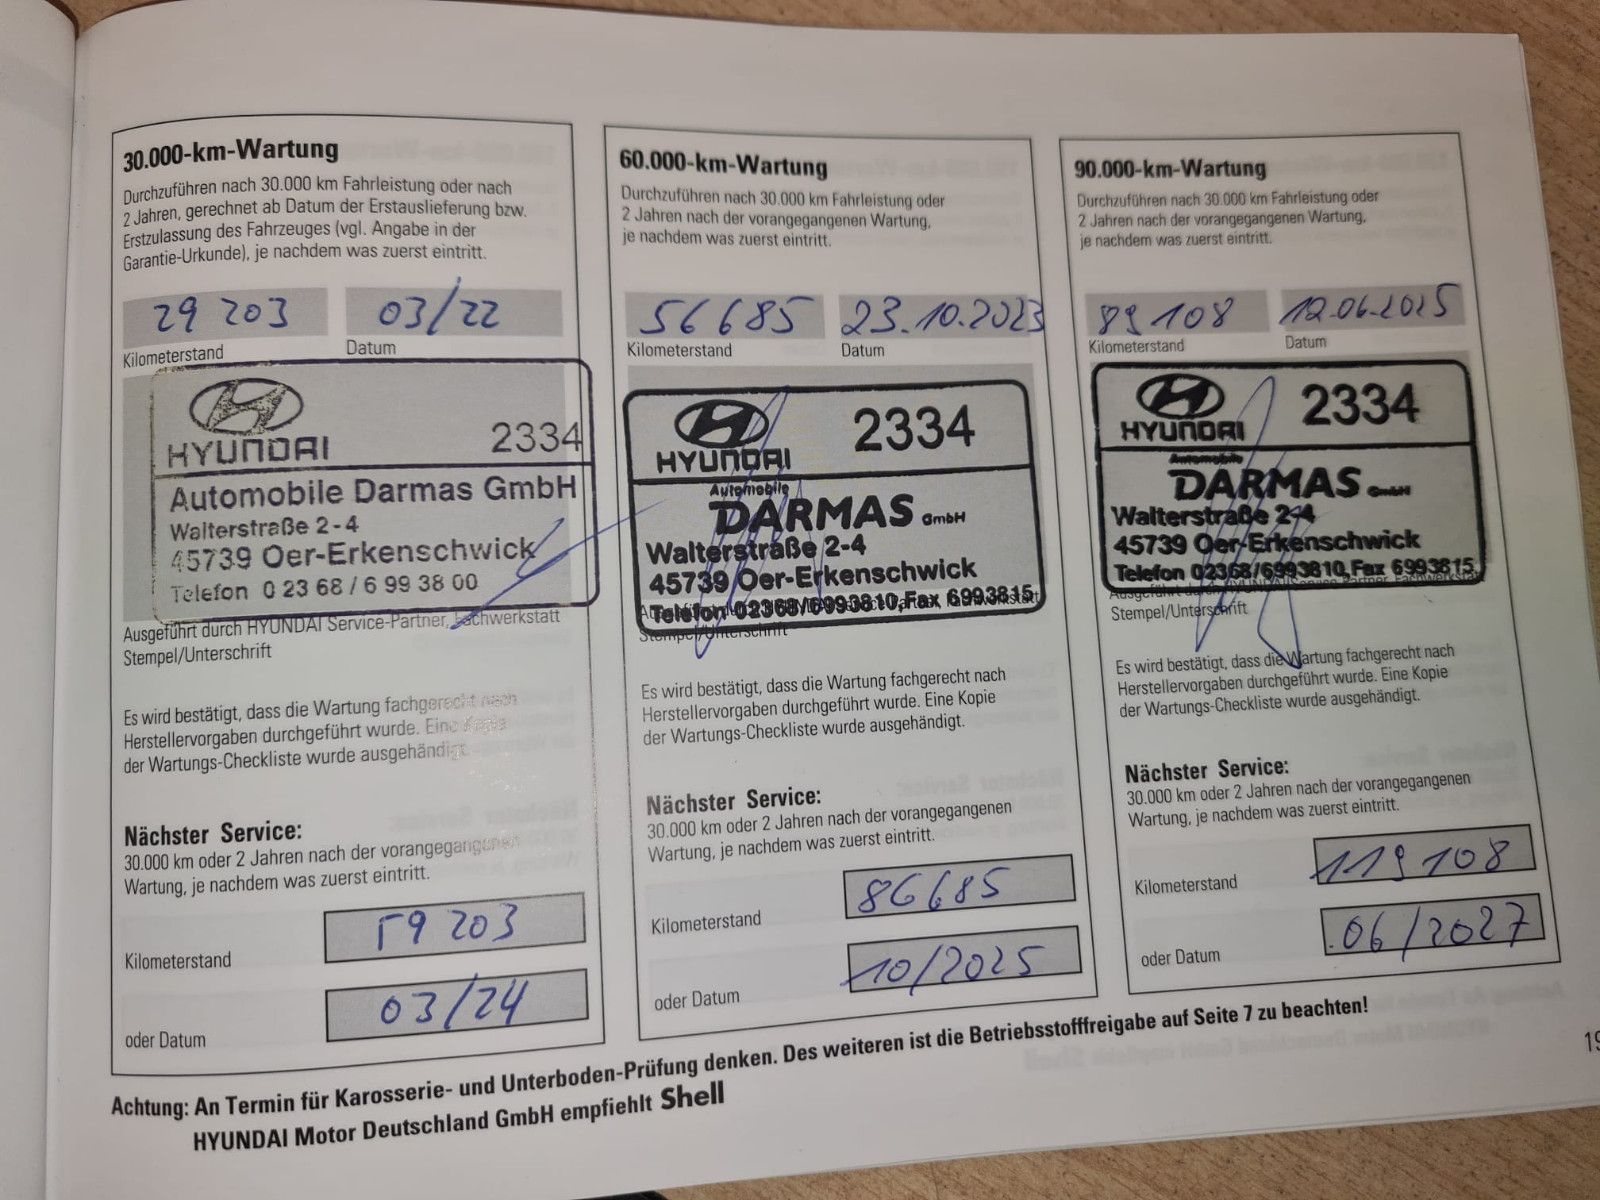 30.000-km-Wartung
Durchzuführen nach 30.000 km Fahrleistung oder nach
2 Jahren, gerechnet ab Datum der Erstauslieferung bzw.
Erstzulassung des Fahrzeuges (vgl. Angabe in der
Garantie-Urkunde), je nachdem was zuerst eintritt.
29 203 03/22
Kilometerstand Datum
HYUNDAI 2334
Automobile Darmas GmbH
Walterstraße 2-4
45739 Oer-Erkenschwick
Telefon 0 23 68 / 6 99 38 00
Ausgeführt durch HYUNDAI Service-Partner, Fachwerkstatt
Stempel/Unterschrift
Es wird bestätigt, dass die Wartung fachgerecht nach
Herstellervorgaben durchgeführt wurde. Eine Kopie
der Wartungs-Checkliste wurde ausgehändigt.
Nächster Service:
30.000 km oder 2 Jahren nach der vorangegangenen
Wartung, je nachdem was zuerst eintritt.
Kilometerstand 59 203
oder Datum 03/24
60.000-km-Wartung
Durchzuführen nach 30.000 km Fahrleistung oder
2 Jahren nach der vorangegangenen Wartung,
je nachdem was zuerst eintritt.
56685 23.10.2023
Kilometerstand Datum
HYUNDAI 2334
Automobile
DARMAS GmbH
Walterstraße 2-4
45739 Oer-Erkenschwick
Telefon 02368/6993810, Fax 6993815
Stempel/Unterschrift
Es wird bestätigt, dass die Wartung fachgerecht nach
Herstellervorgaben durchgeführt wurde. Eine Kopie
der Wartungs-Checkliste wurde ausgehändigt.
Nächster Service:
30.000 km oder 2 Jahren nach der vorangegangenen
Wartung, je nachdem was zuerst eintritt.
Kilometerstand 86685
oder Datum 10/2025
90.000-km-Wartung
Durchzuführen nach 30.000 km Fahrleistung oder
2 Jahren nach der vorangegangenen Wartung,
je nachdem was zuerst eintritt.
89 108 12.06.2025
Kilometerstand Datum
HYUNDAI 2334
Automobile
DARMAS GmbH
Walterstraße 2-4
45739 Oer-Erkenschwick
Telefon 02368/6993810, Fax 6993815
Ausgeführt durch HYUNDAI Service-Partner, Fachwerkstatt
Stempel/Unterschrift
Es wird bestätigt, dass die Wartung fachgerecht nach
Herstellervorgaben durchgeführt wurde. Eine Kopie
der Wartungs-Checkliste wurde ausgehändigt.
Nächster Service:
30.000 km oder 2 Jahren nach der vorangegangenen
Wartung, je nachdem was zuerst eintritt.
Kilometerstand 119 108
oder Datum 06/2027
Achtung: An Termin für Karosserie- und Unterboden-Prüfung denken. Des weiteren ist die Betriebsstofffreigabe auf Seite 7 zu beachten!
HYUNDAI Motor Deutschland GmbH empfiehlt Shell
19